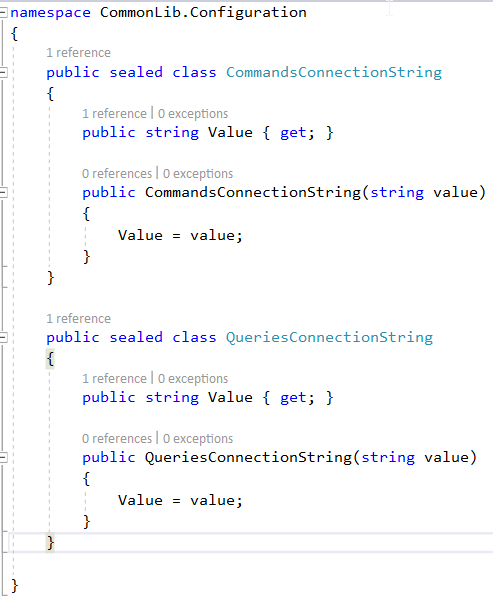 namespace CommonLib.Configuration
{
1 reference
public sealed class CommandsConnectionString
{
1 reference | 0 exceptions
public string Value { get; }
0 references | 0 exceptions
public CommandsConnectionString(string value)
{
Value = value;
}
}
1 reference
public sealed class QueriesConnectionString
{
1 reference | 0 exceptions
public string Value { get; }
0 references | 0 exceptions
public QueriesConnectionString(string value)
{
Value = value;
}
}
}